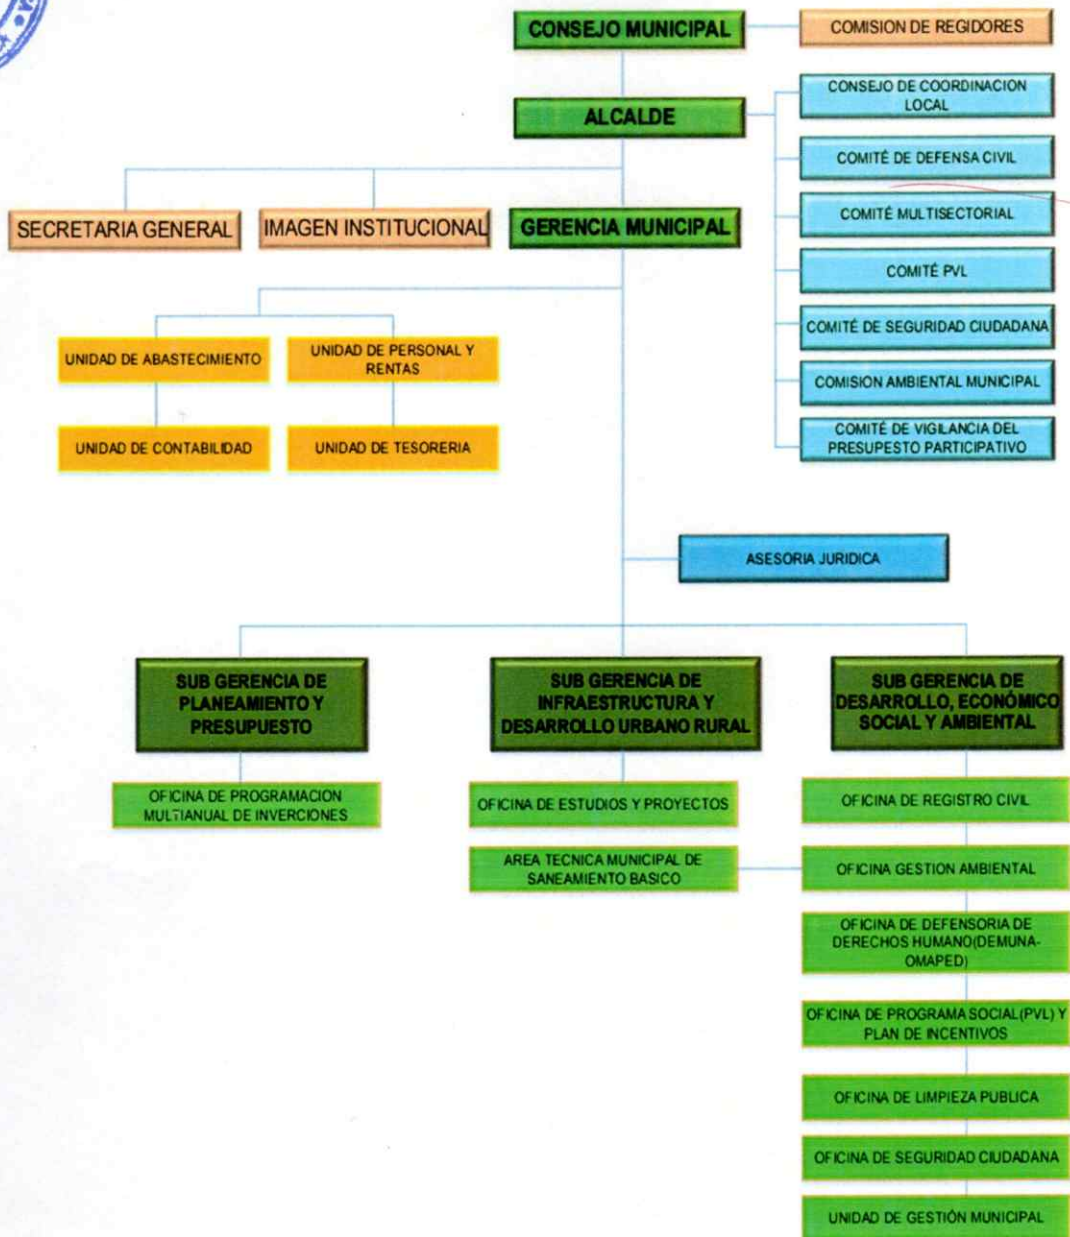 CONSEJO MUNICIPAL
COMISION DE REGIDORES
ALCALDE
CONSEJO DE COORDINACION
LOCAL
COMITÉ DE DEFENSA CIVIL
COMITÉ MULTISECTORIAL
COMITÉ PVL
COMITÉ DE SEGURIDAD CIUDADANA
COMISION AMBIENTAL MUNICIPAL
COMITÉ DE VIGILANCIA DEL
PRESUPESTO PARTICIPATIVO
SECRETARIA GENERAL
IMAGEN INSTITUCIONAL
GERENCIA MUNICIPAL
UNIDAD DE ABASTECIMIENTO
UNIDAD DE PERSONAL Y
RENTAS
UNIDAD DE CONTABILIDAD
UNIDAD DE TESORERIA
ASESORIA JURIDICA
SUB GERENCIA DE
PLANEAMIENTO Y
PRESUPUESTO
OFICINA DE PROGRAMACION
MULTIANUAL DE INVERCIONES
SUB GERENCIA DE
INFRAESTRUCTURA Y
DESARROLLO URBANO RURAL
OFICINA DE ESTUDIOS Y PROYECTOS
AREA TECNICA MUNICIPAL DE
SANEAMIENTO BASICO
SUB GERENCIA DE
DESARROLLO, ECONÓMICO
SOCIAL Y AMBIENTAL
OFICINA DE REGISTRO CIVIL
OFICINA GESTION AMBIENTAL
OFICINA DE DEFENSORIA DE
DERECHOS HUMANO(DEMUNA-
OMAPED)
OFICINA DE PROGRAMA SOCIAL(PVL) Y
PLAN DE INCENTIVOS
OFICINA DE LIMPIEZA PUBLICA
OFICINA DE SEGURIDAD CIUDADANA
UNIDAD DE GESTIÓN MUNICIPAL